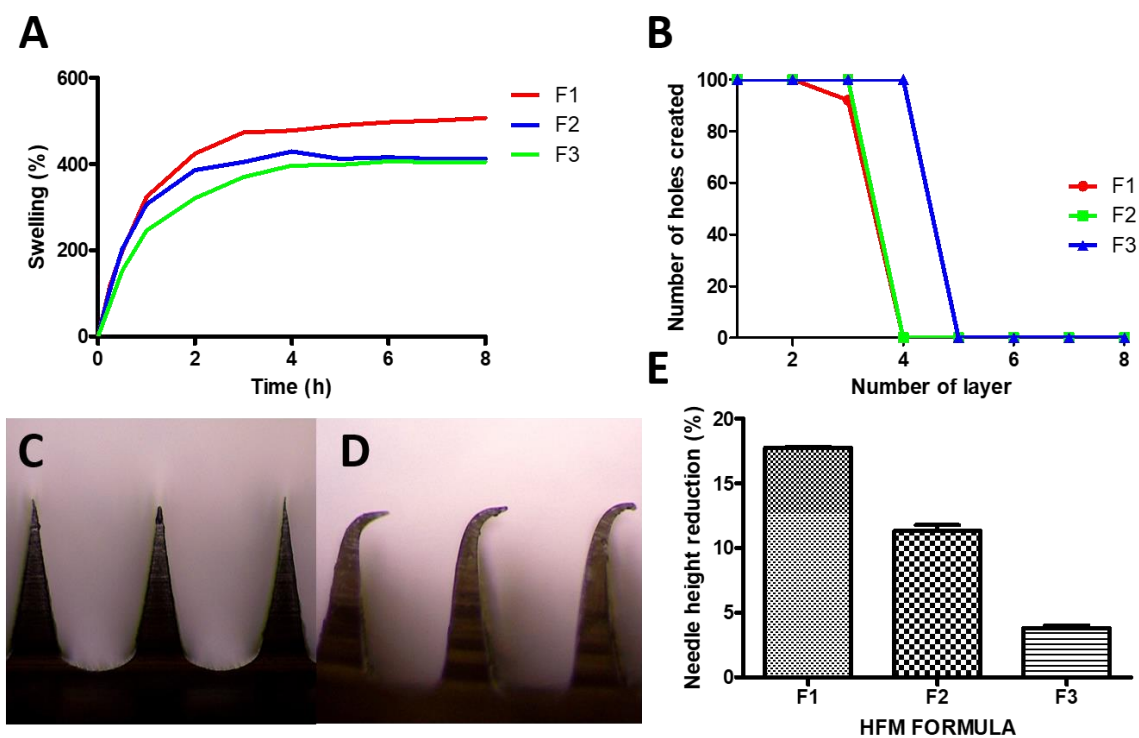 A
Swelling (%)
600
400
200
0
0 2 4 6 8
Time (h)
F1
F2
F3
B
Number of holes created
100
80
60
40
20
0
2 4 6 8
Number of layer
F1
F2
F3
C
D
E
Needle height reduction (%)
20
15
10
5
0
F1 F2 F3
HFM FORMULA